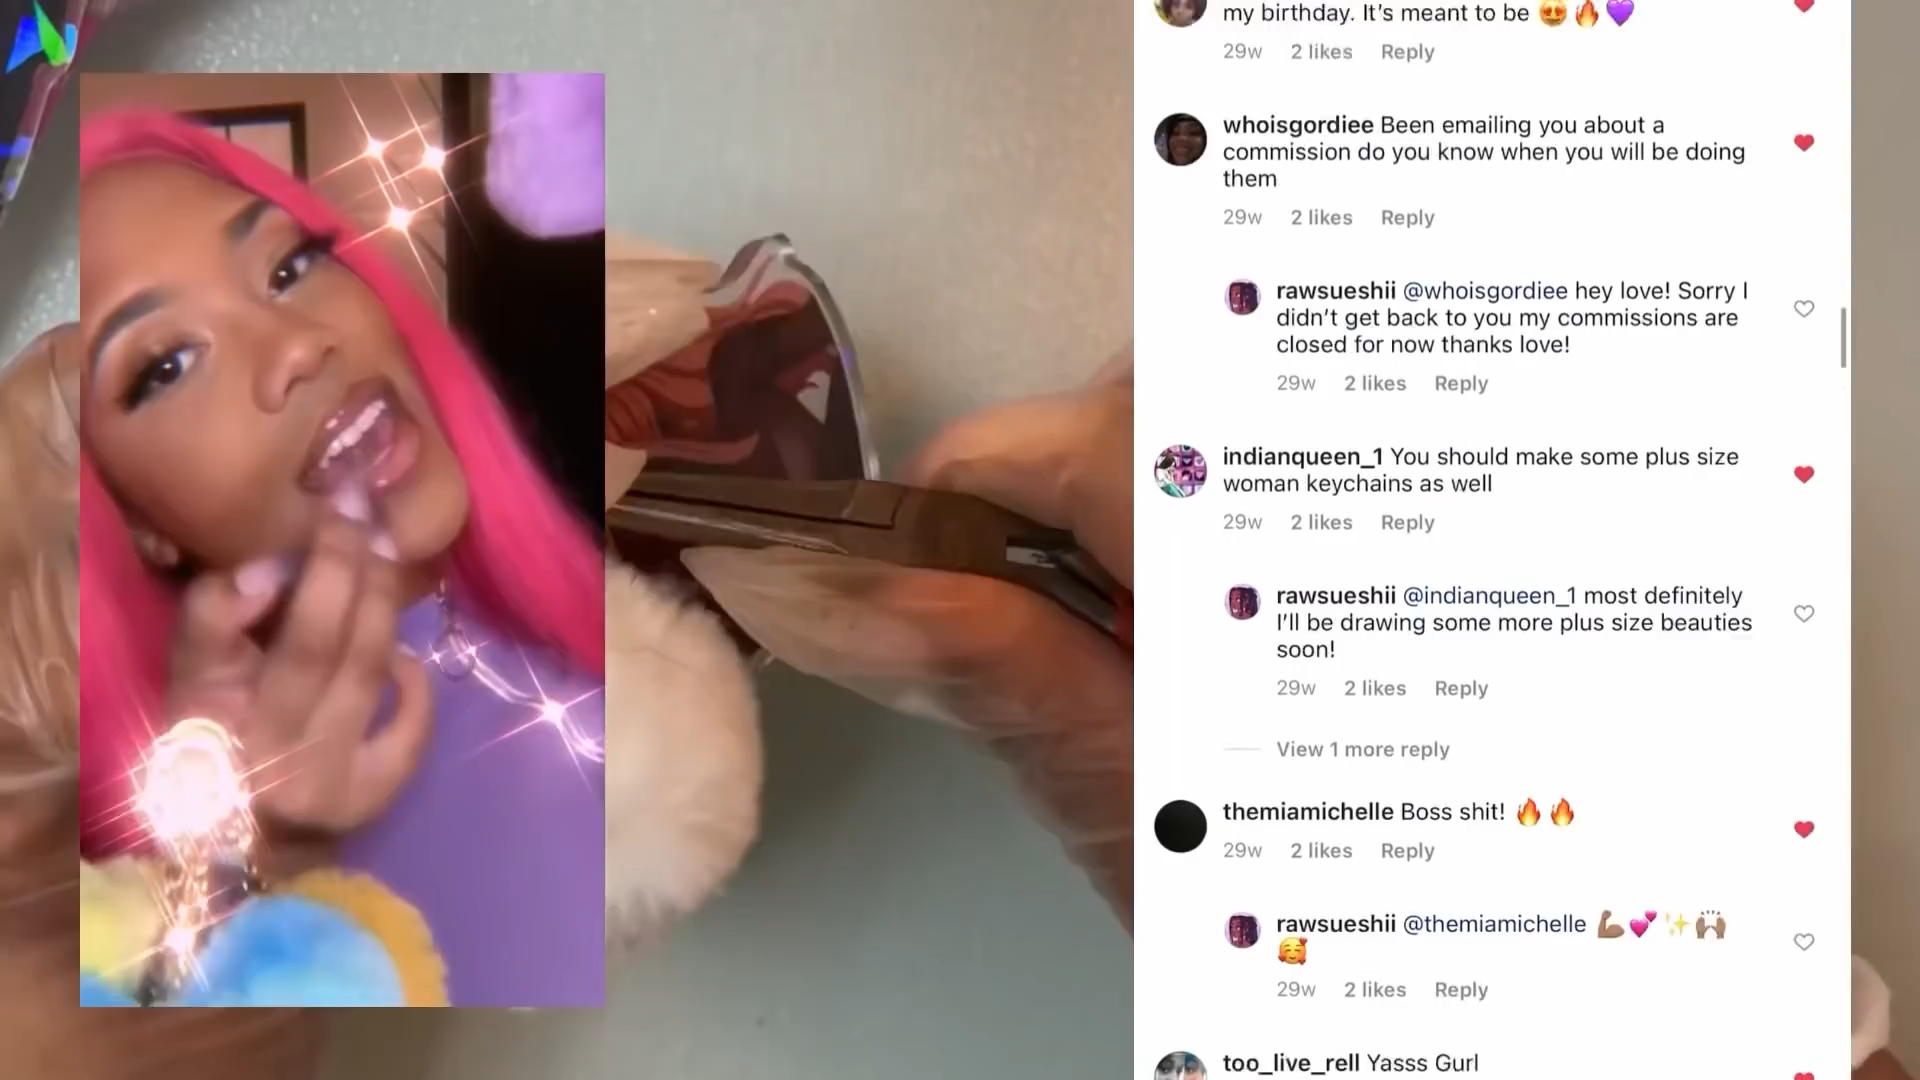 my birthday. It's meant to be 😍🔥💜
29w 2 likes Reply
whoisgordiee Been emailing you about a
commission do you know when you will be doing
them
29w 2 likes Reply
rawsueshii @whoisgordiee hey love! Sorry I
didn't get back to you my commissions are
closed for now thanks love!
29w 2 likes Reply
indianqueen_1 You should make some plus size
woman keychains as well
29w 2 likes Reply
rawsueshii @indianqueen_1 most definitely
I'll be drawing some more plus size beauties
soon!
29w 2 likes Reply
View 1 more reply
themiamichelle Boss shit! 🔥🔥
29w 2 likes Reply
rawsueshii @themiamichelle 💪🏽💕✨🙌🏽
🥰
29w 2 likes Reply
too_live_rell Yasss Gurl